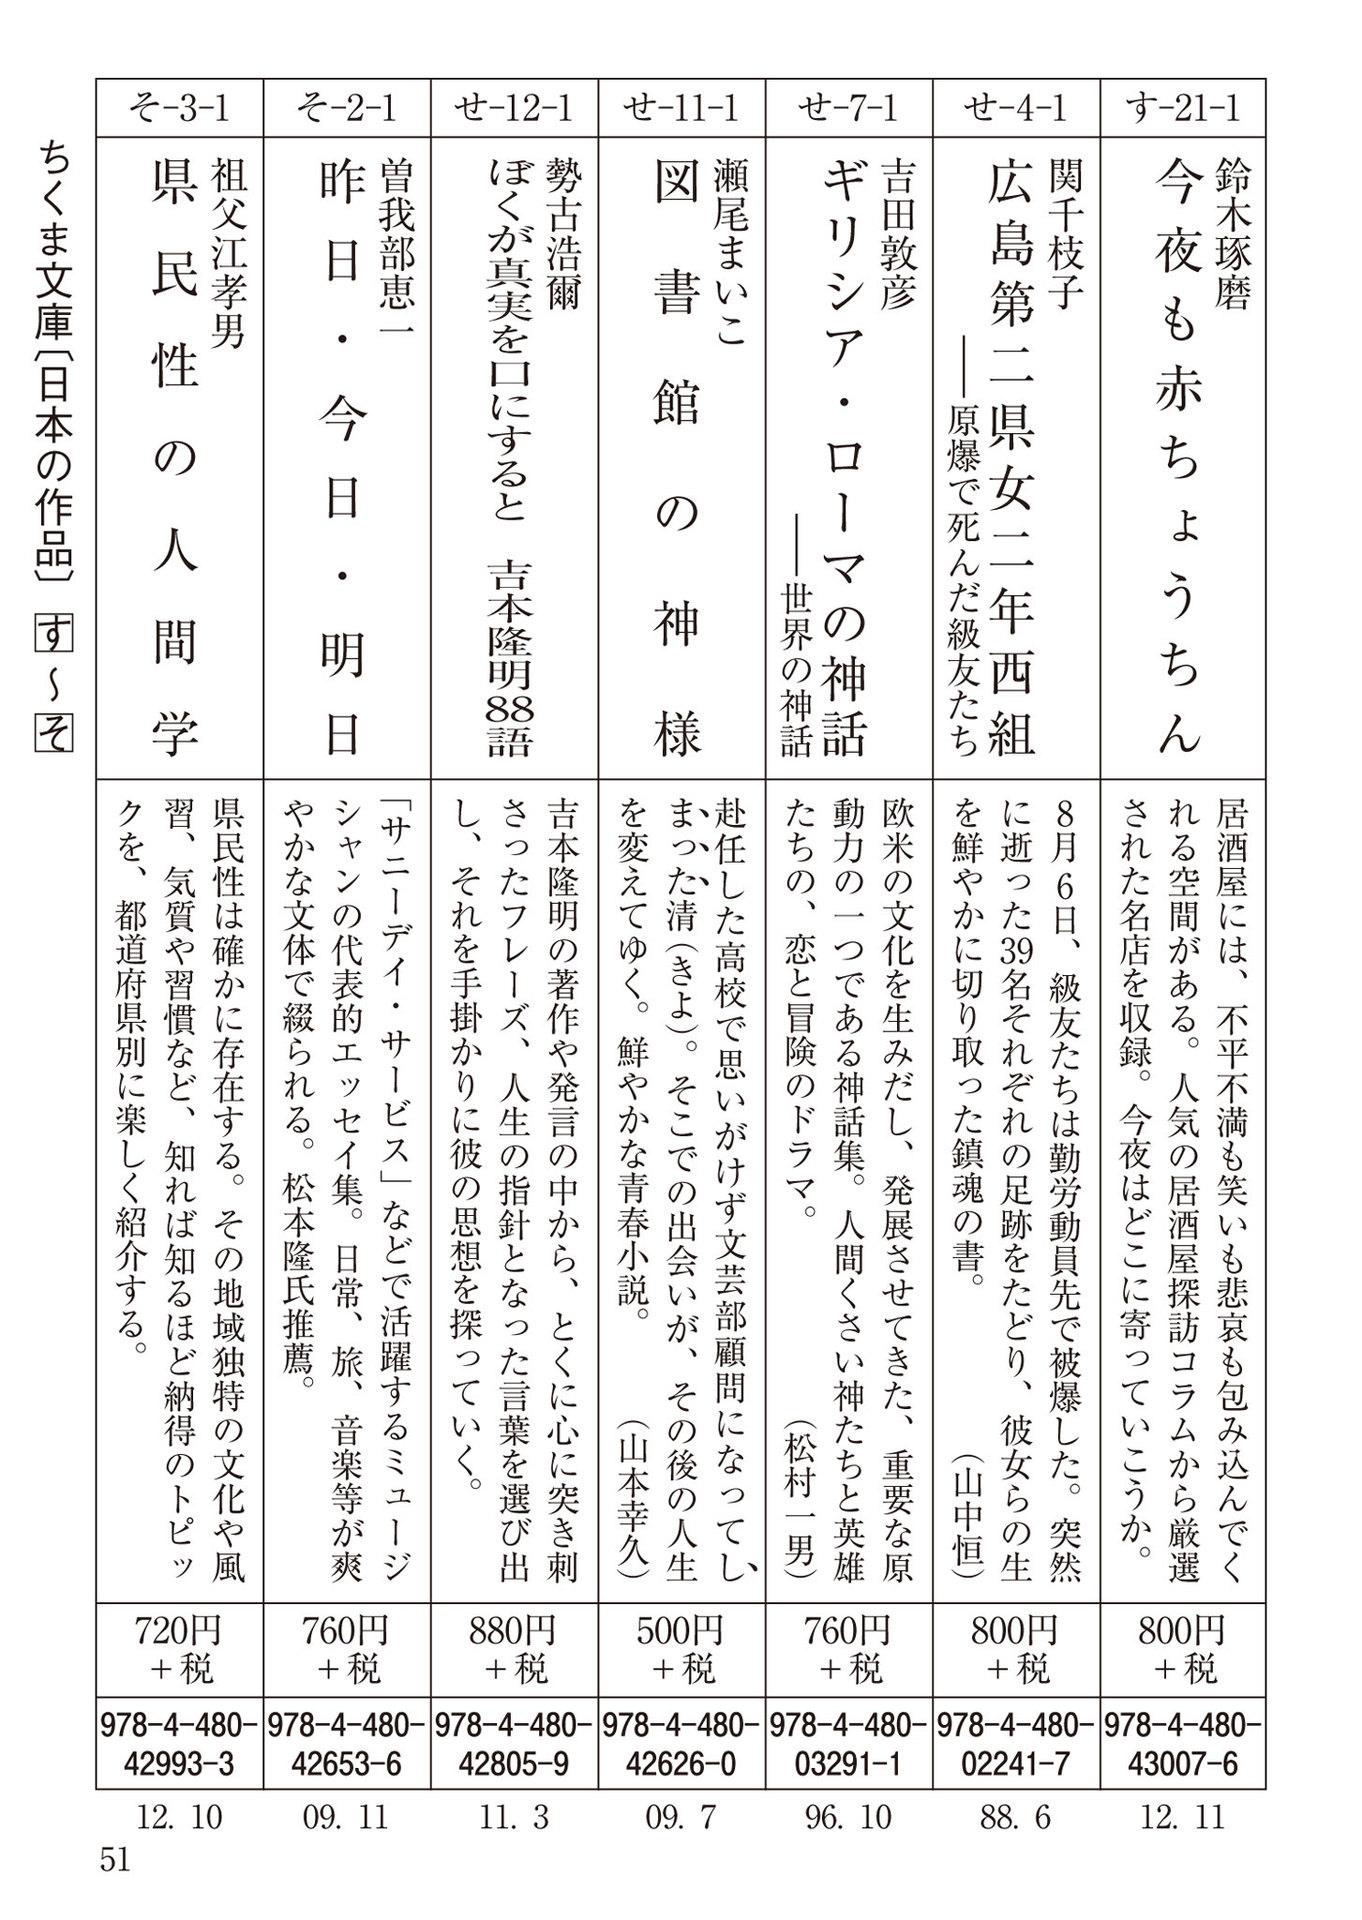 す-21-1
鈴木琢磨
今夜も赤ちょうちん
居酒屋には、不平不満も笑いも悲哀も包み込んでく
れる空間がある。人気の居酒屋探訪コラムから厳選
された名店を収録。今夜はどこに寄っていこうか。
800円
+税
978-4-480-
43007-6
12. 11
せ-4-1
関千枝子
広島第二県女二年西組
――原爆で死んだ級友たち
8月6日、級友たちは勤労動員先で被爆した。突然
に逝った39名それぞれの足跡をたどり、彼女らの生
を鮮やかに切り取った鎮魂の書。（山中恒）
800円
+税
978-4-480-
02241-7
88. 6
せ-7-1
吉田敦彦
ギリシア・ローマの神話
――世界の神話
欧米の文化を生みだし、発展させてきた、重要な原
動力の一つである神話集。人間くさい神たちと英雄
たちの、恋と冒険のドラマ。（松村一男）
760円
+税
978-4-480-
03291-1
96. 10
せ-11-1
瀬尾まいこ
図書館の神様
赴任した高校で思いがけず文芸部顧問になってし
まった清（きよ）。そこでの出会いが、その後の人生
を変えてゆく。鮮やかな青春小説。（山本幸久）
500円
+税
978-4-480-
42626-0
09. 7
せ-12-1
勢古浩爾
ぼくが真実を口にすると　吉本隆明88語
吉本隆明の著作や発言の中から、とくに心に突き刺
さったフレーズ、人生の指針となった言葉を選び出
し、それを手掛かりに彼の思想を探っていく。
880円
+税
978-4-480-
42805-9
11. 3
そ-2-1
曽我部恵一
昨日・今日・明日
「サニーデイ・サービス」などで活躍するミュージ
シャンの代表的エッセイ集。日常、旅、音楽等が爽
やかな文体で綴られる。松本隆氏推薦。
760円
+税
978-4-480-
42653-6
09. 11
そ-3-1
祖父江孝男
県民性の人間学
県民性は確かに存在する。その地域独特の文化や風
習、気質や習慣など、知れば知るほど納得のトピッ
クを、都道府県別に楽しく紹介する。
720円
+税
978-4-480-
42993-3
12. 10
ちくま文庫〔日本の作品〕す～そ
51